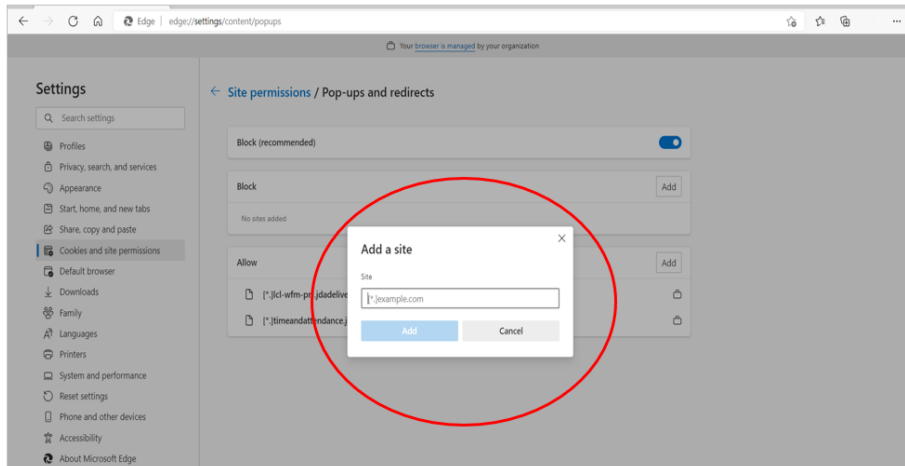 Edge edge://settings/content/popups
Your browser is managed by your organization
Settings
Search settings
Profiles
Privacy, search, and services
Appearance
Start, home, and new tabs
Share, copy and paste
Cookies and site permissions
Default browser
Downloads
Family
Languages
Printers
System and performance
Reset settings
Phone and other devices
Accessibility
About Microsoft Edge
Site permissions / Pop-ups and redirects
Block (recommended)
Block
Add
No sites added
Allow
Add
[*.]lcl-wfm-pr
.jdadelive
[*.]timeandattendance.j
Add a site
Site
[*.]example.com
Add
Cancel